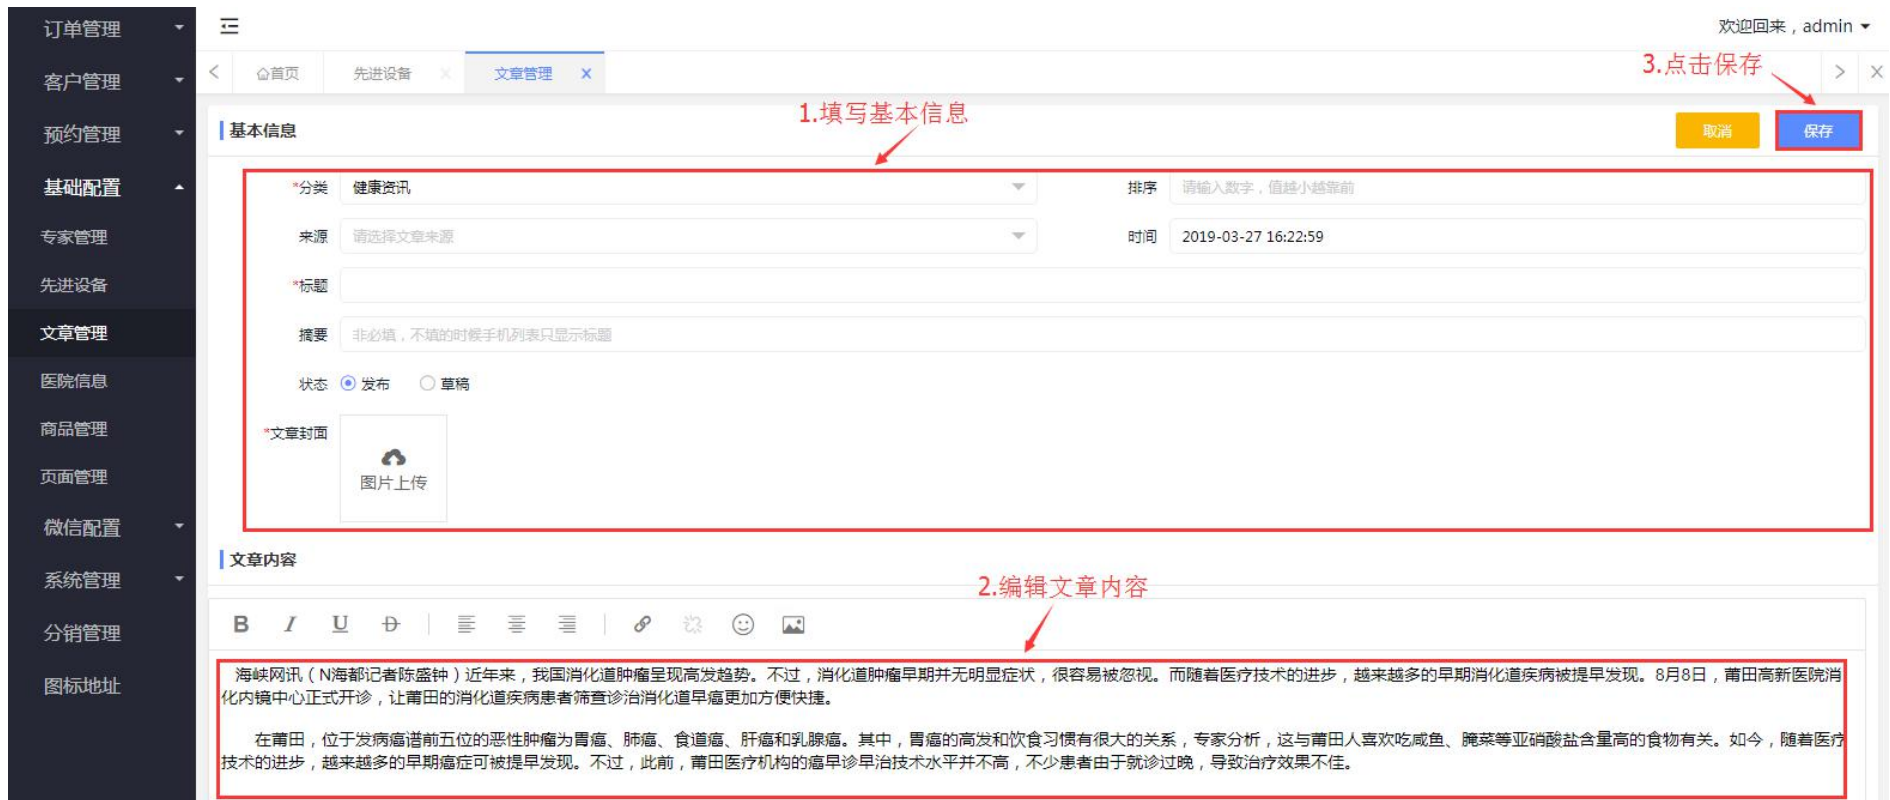 订单管理
客户管理
预约管理
基础配置
专家管理
先进设备
文章管理
医院信息
商品管理
页面管理
微信配置
系统管理
分销管理
图标地址
欢迎回来，admin
首页 先进设备 × 文章管理 ×
3.点击保存
1.填写基本信息
基本信息
取消 保存
*分类 健康资讯 排序 请输入数字，值越小越靠前
来源 请选择文章来源 时间 2019-03-27 16:22:59
*标题
摘要 非必填，不填的时候手机列表只显示标题
状态 发布 草稿
*文章封面
图片上传
文章内容
2.编辑文章内容
B I U D
海峡网讯（N海都记者陈盛钟）近年来，我国消化道肿瘤呈现高发趋势。不过，消化道肿瘤早期并无明显症状，很容易被忽视。而随着医疗技术的进步，越来越多的早期消化道疾病被提早发现。8月8日，莆田高新医院消
化内镜中心正式开诊，让莆田的消化道疾病患者筛查诊治消化道早癌更加方便快捷。
在莆田，位于发病癌谱前五位的恶性肿瘤为胃癌、肺癌、食道癌、肝癌和乳腺癌。其中，胃癌的高发和饮食习惯有很大的关系，专家分析，这与莆田人喜欢吃咸鱼、腌菜等亚硝酸盐含量高的食物有关。如今，随着医疗
技术的进步，越来越多的早期癌症可被提早发现。不过，此前，莆田医疗机构的癌早诊早治技术水平并不高，不少患者由于就诊过晚，导致治疗效果不佳。